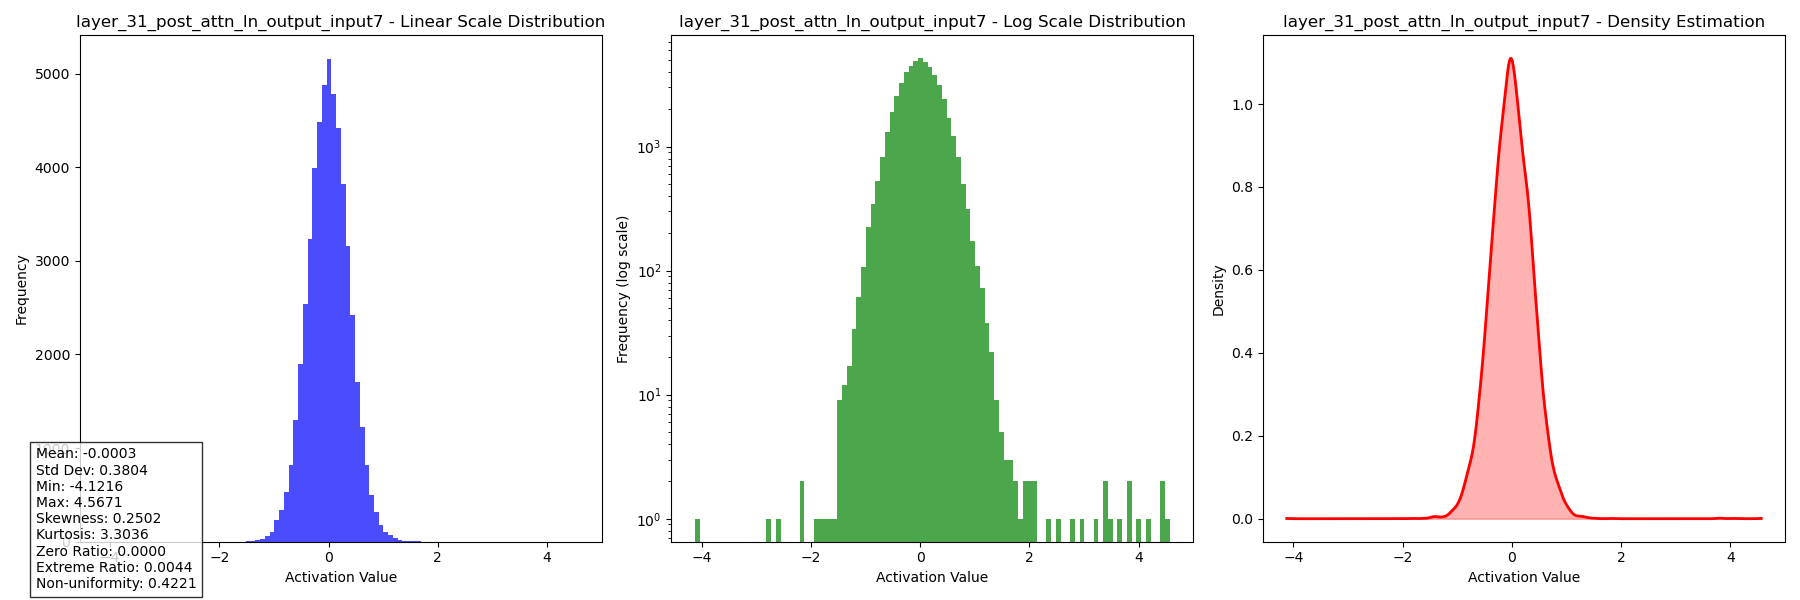 layer_31_post_attn_ln_output_input7 - Linear Scale Distribution
Frequency
5000
4000
3000
2000
1000
0
−4
−2
0
2
4
Activation Value
Mean: -0.0003
Std Dev: 0.3804
Min: -4.1216
Max: 4.5671
Skewness: 0.2502
Kurtosis: 3.3036
Zero Ratio: 0.0000
Extreme Ratio: 0.0044
Non-uniformity: 0.4221
layer_31_post_attn_ln_output_input7 - Log Scale Distribution
Frequency (log scale)
10³
10²
10¹
10⁰
−4
−2
0
2
4
Activation Value
layer_31_post_attn_ln_output_input7 - Density Estimation
Density
1.0
0.8
0.6
0.4
0.2
0.0
−4
−2
0
2
4
Activation Value